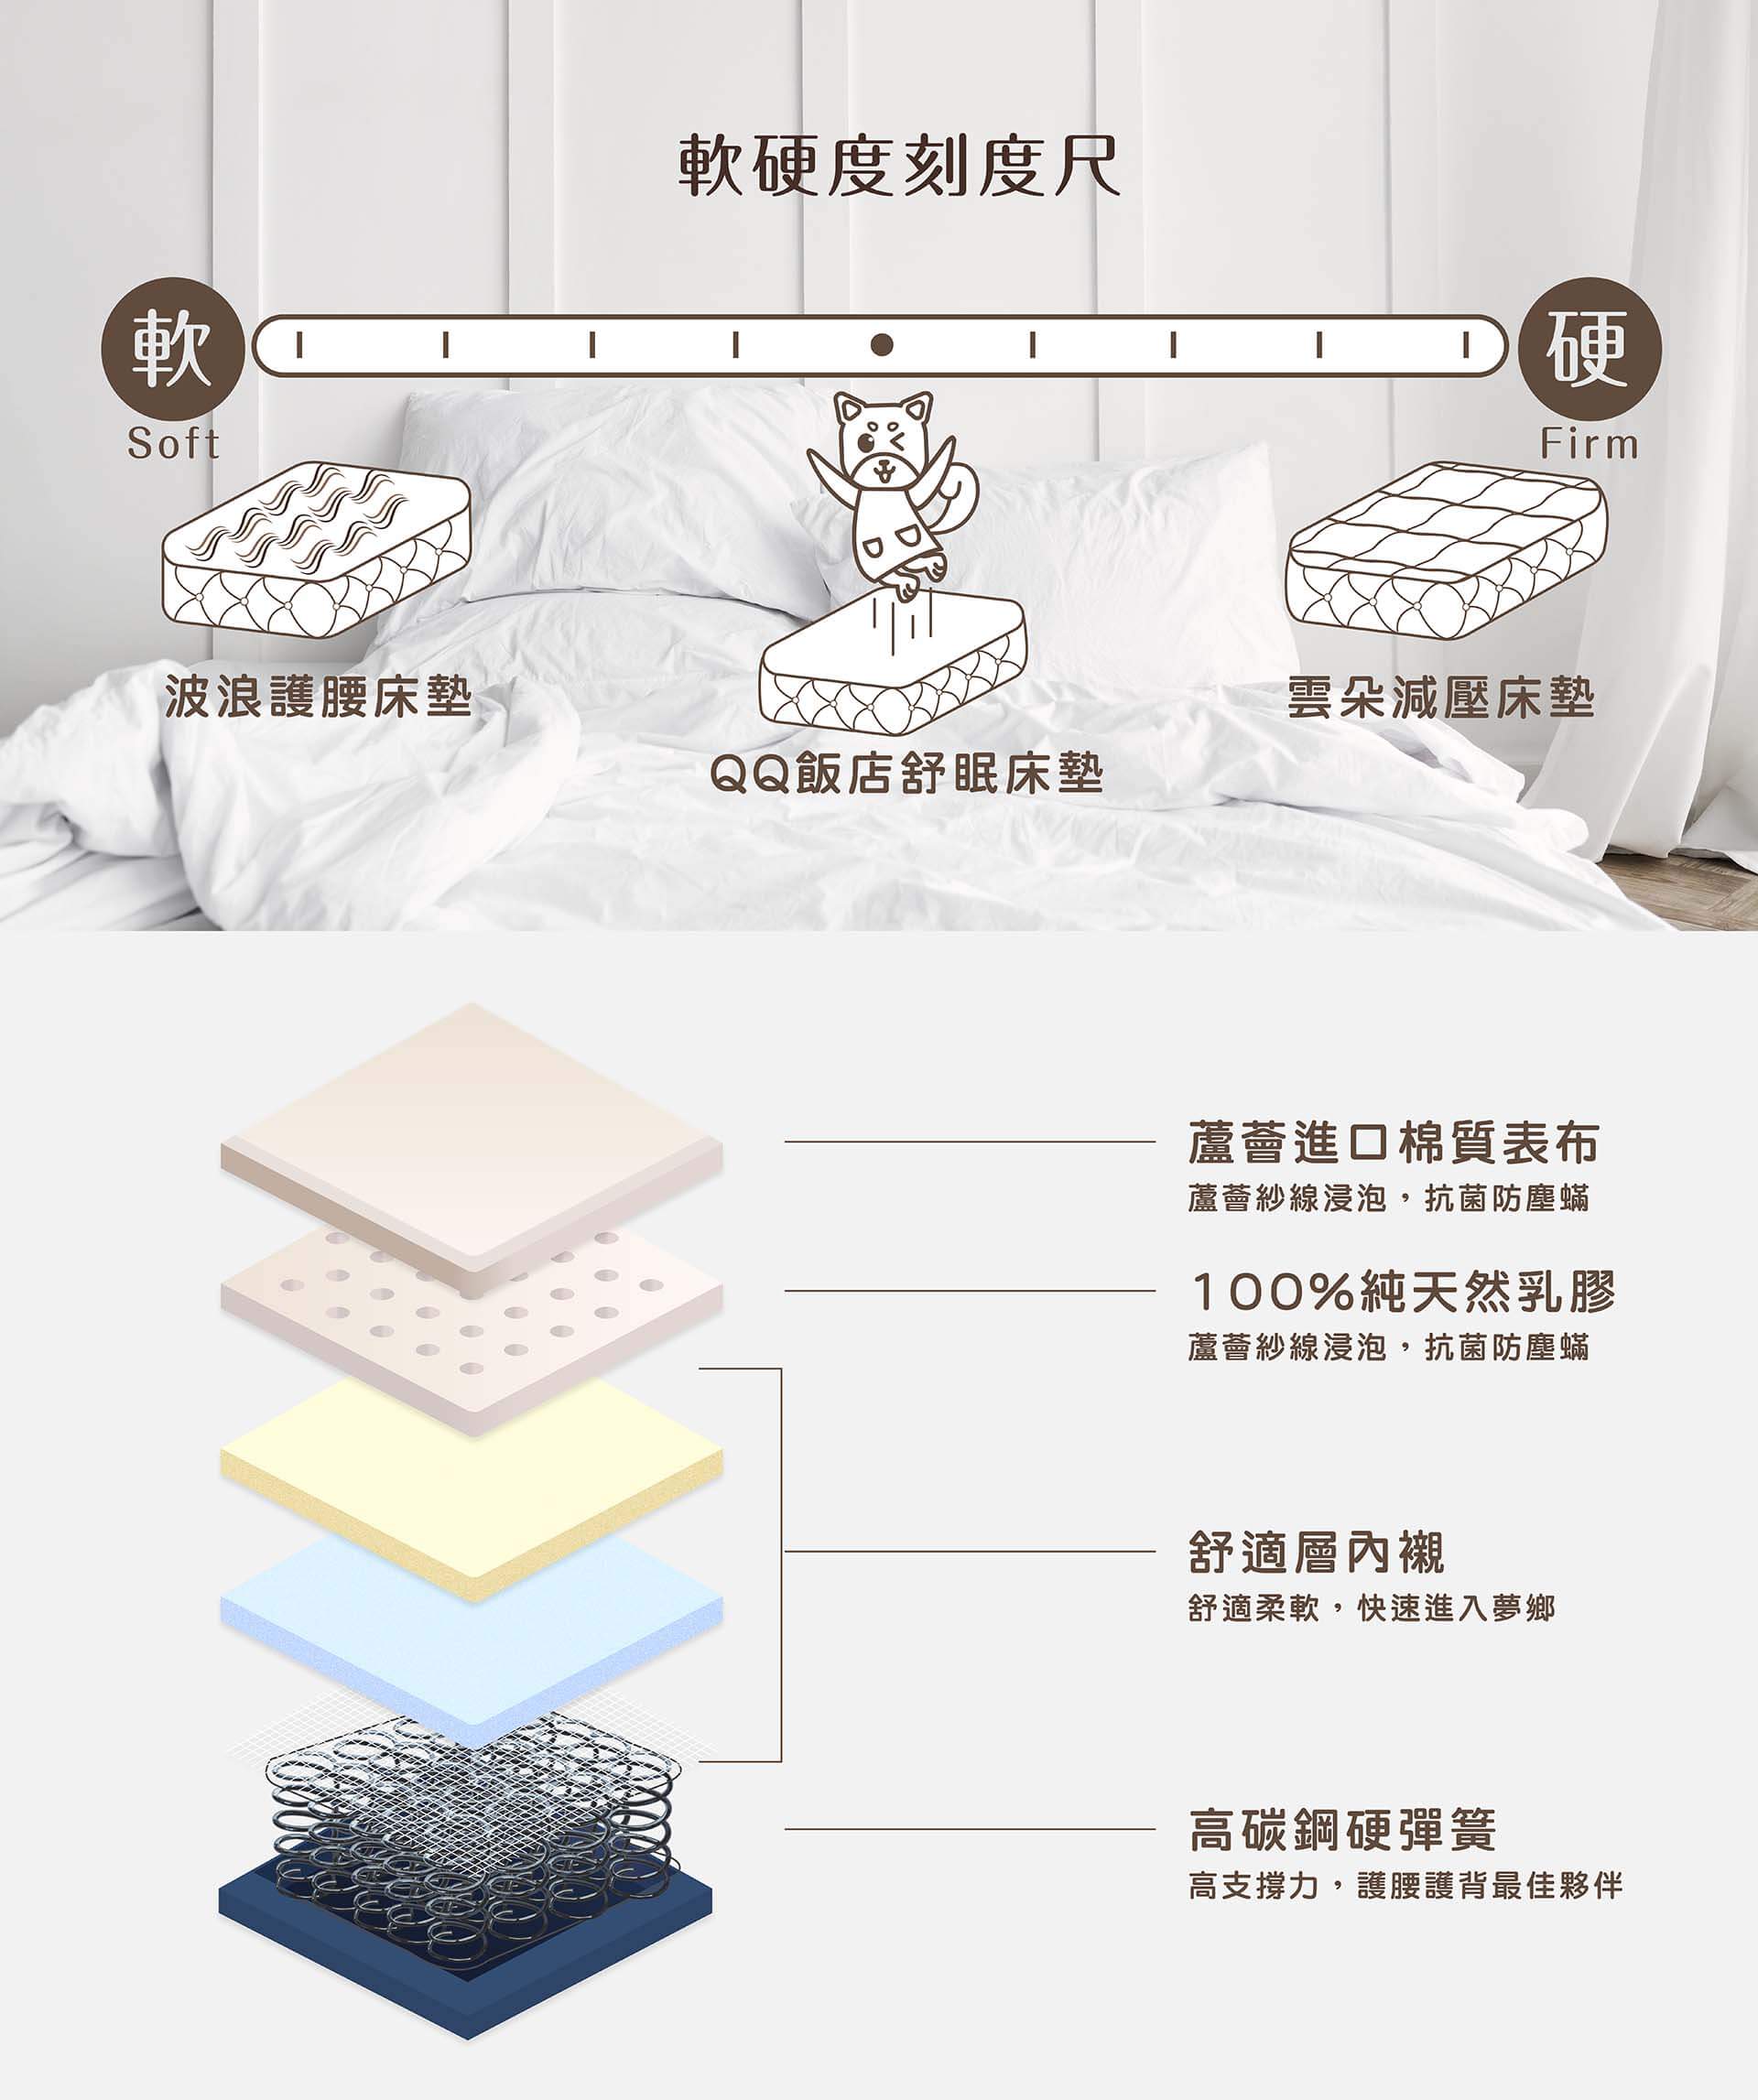 軟硬度刻度尺
軟
硬
Soft
Firm
波浪護腰床墊
雲朵減壓床墊
QQ飯店舒眠床墊
蘆薈進口棉質表布
蘆薈紗線浸泡，抗菌防塵蟎
100%純天然乳膠
蘆薈紗線浸泡，抗菌防塵蟎
舒適層內襯
舒適柔軟，快速進入夢鄉
高碳鋼硬彈簧
高支撐力，護腰護背最佳夥伴